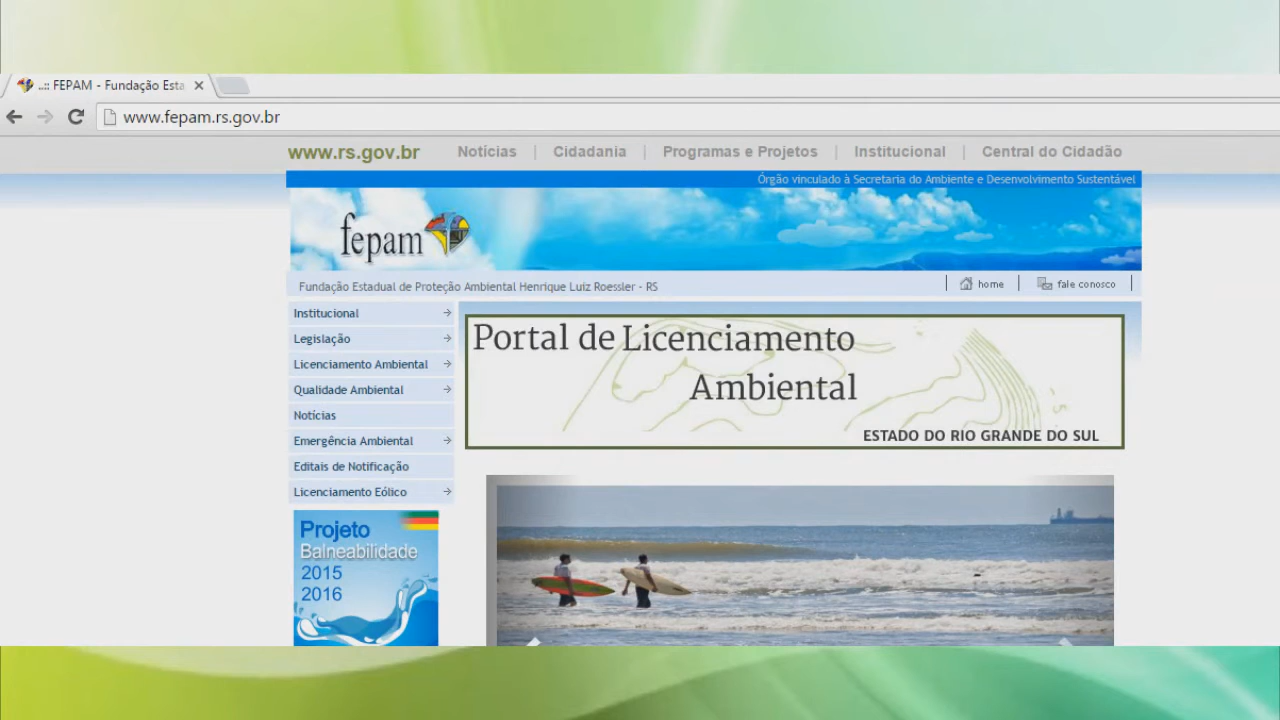 ..:: FEPAM - Fundação Esta
www.fepam.rs.gov.br
www.rs.gov.br Notícias | Cidadania | Programas e Projetos | Institucional | Central do Cidadão
Órgão vinculado à Secretaria do Ambiente e Desenvolvimento Sustentável
fepam
Fundação Estadual de Proteção Ambiental Henrique Luiz Roessler - RS
home
fale conosco
Institucional
Legislação
Licenciamento Ambiental
Qualidade Ambiental
Notícias
Emergência Ambiental
Editais de Notificação
Licenciamento Eólico
Projeto
Balneabilidade
2015
2016
Portal de Licenciamento
Ambiental
ESTADO DO RIO GRANDE DO SUL